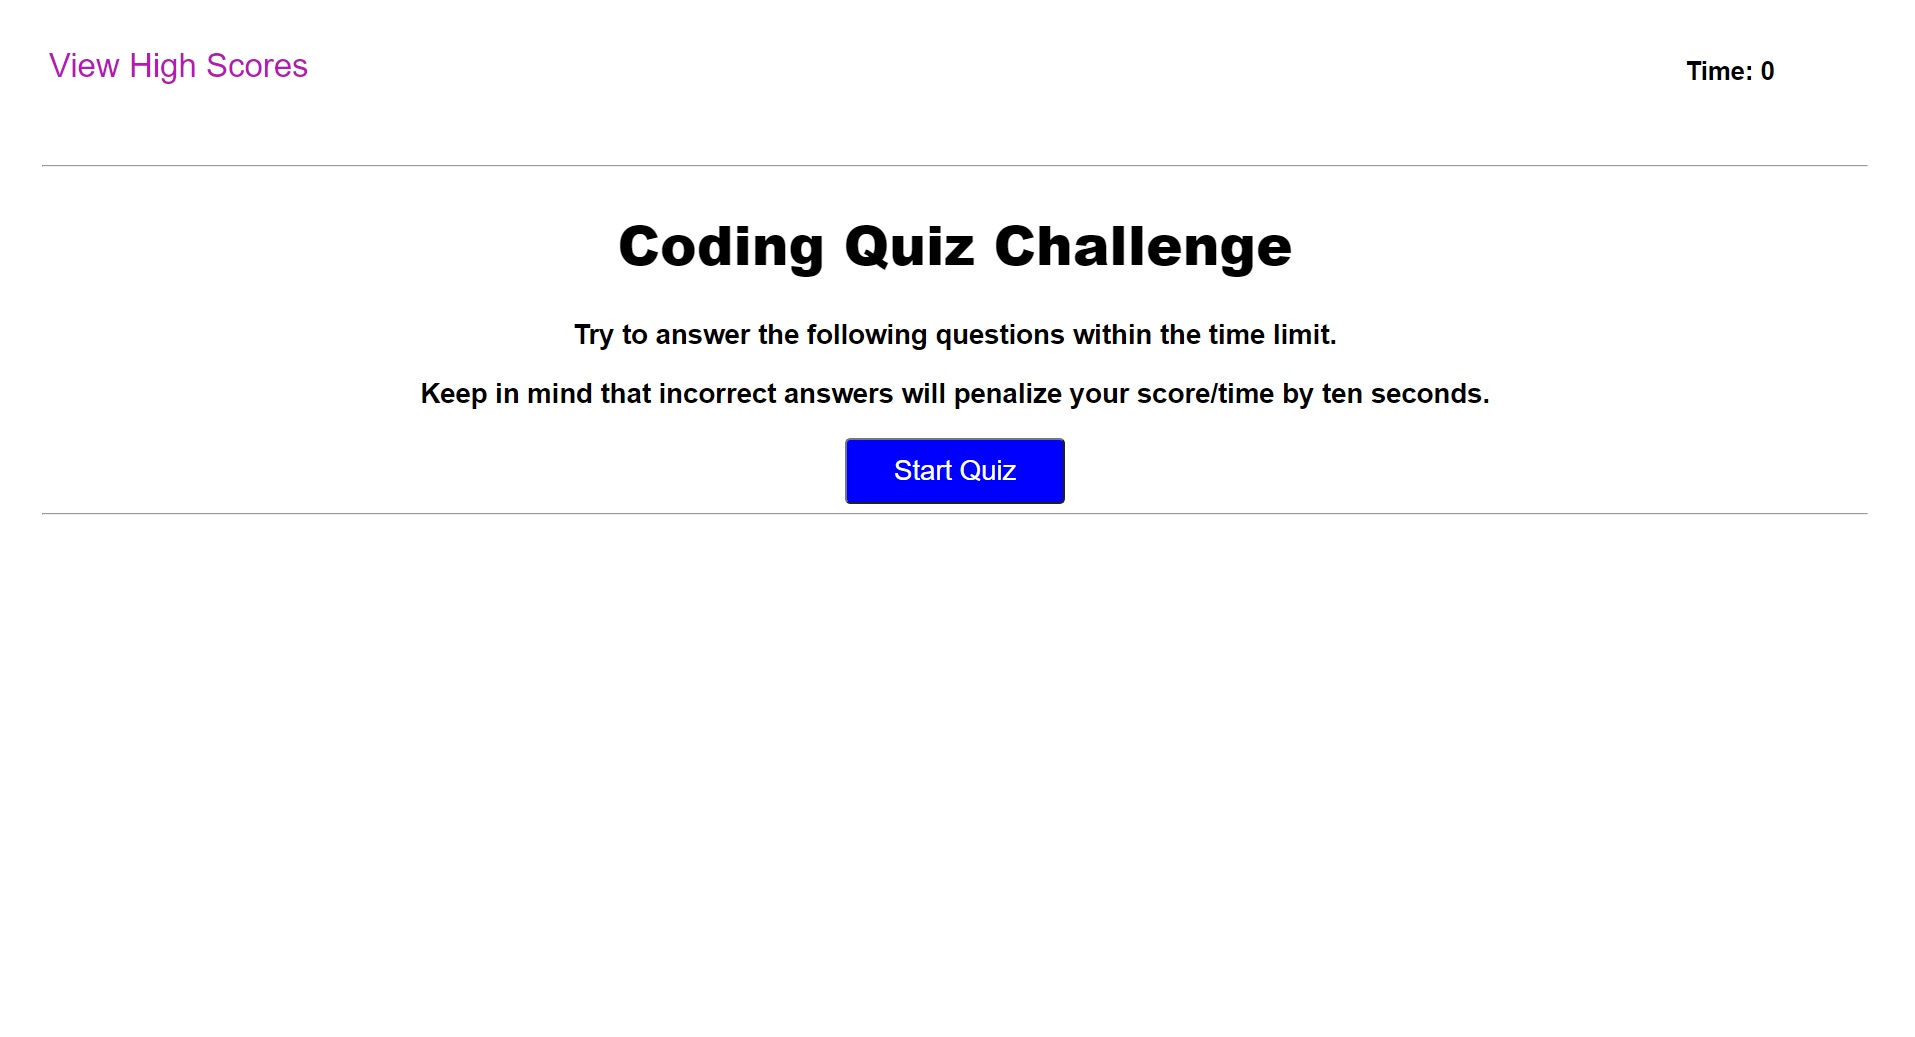 View High Scores
Time: 0
Coding Quiz Challenge
Try to answer the following questions within the time limit.
Keep in mind that incorrect answers will penalize your score/time by ten seconds.
Start Quiz